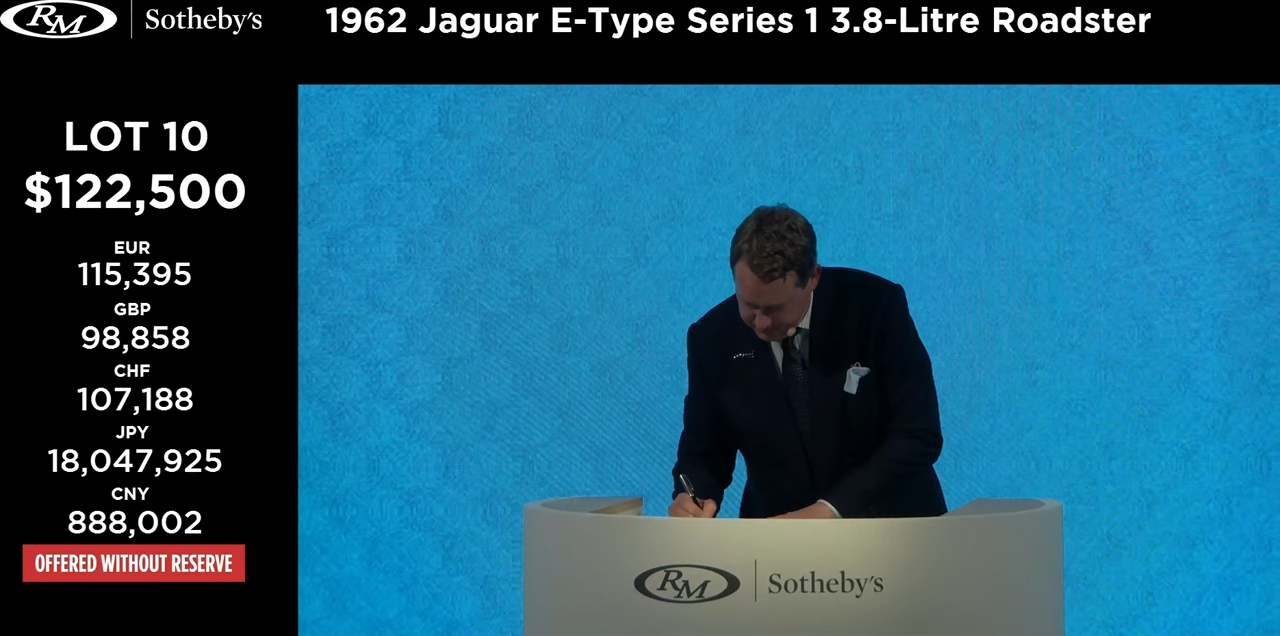 RM Sotheby's
1962 Jaguar E-Type Series 1 3.8-Litre Roadster
LOT 10
$122,500
EUR
115,395
GBP
98,858
CHF
107,188
JPY
18,047,925
CNY
888,002
OFFERED WITHOUT RESERVE
RM Sotheby's